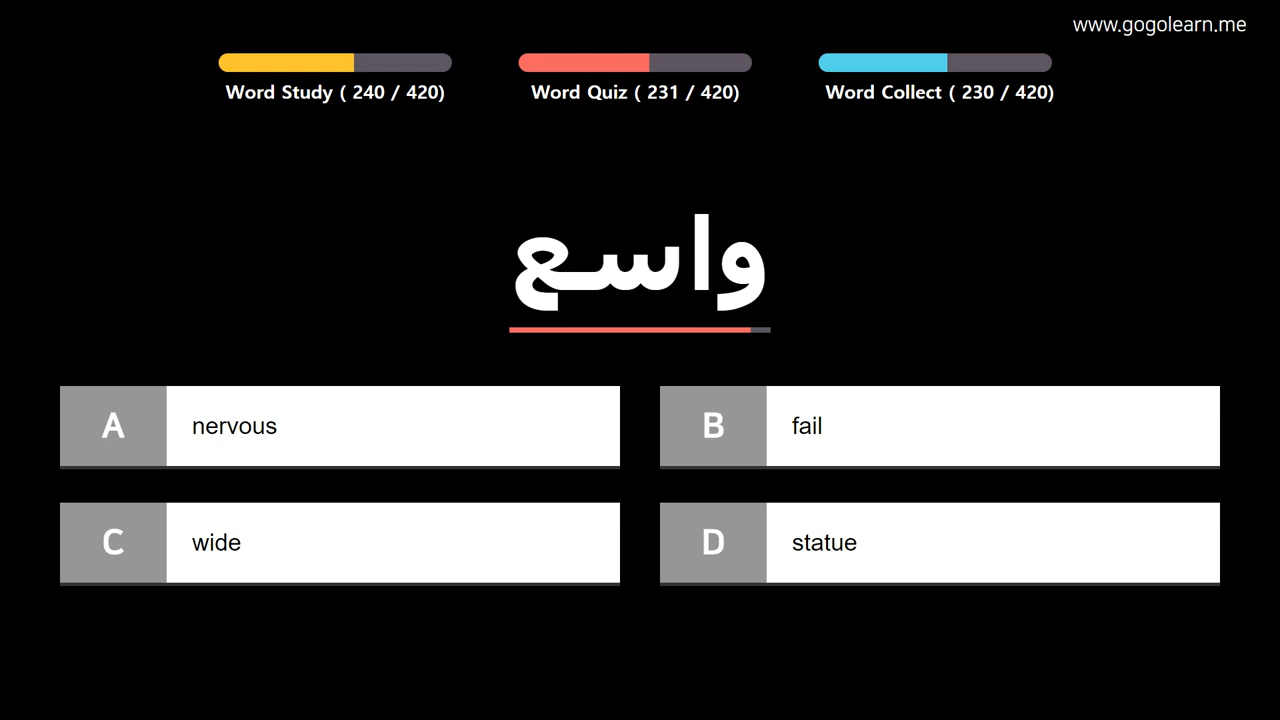 www.gogolearn.me
Word Study ( 240 / 420)
Word Quiz ( 231 / 420)
Word Collect ( 230 / 420)
واسع
A nervous
B fail
C wide
D statue